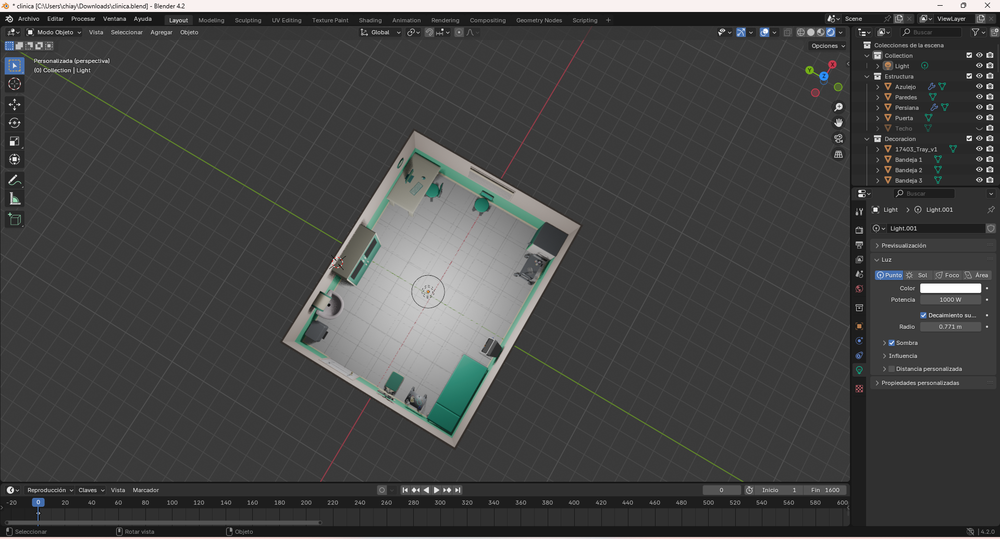 * clinica [C:\Users\chiay\Downloads\clinica.blend] - Blender 4.2
Archivo Editar Procesar Ventana Ayuda Layout Modeling Sculpting UV Editing Texture Paint Shading Animation Rendering Compositing Geometry Nodes Scripting + Scene ViewLayer
Modo Objeto Vista Seleccionar Agregar Objeto Global Buscar
Opciones
Personalizada (perspectiva)
(0) Collection | Light
X
Y
Z
Colecciones de la escena
Collection
Light
Estructura
Azulejo
Paredes
Persiana
Puerta
Techo
Decoracion
17403_Tray_v1
Bandeja 1
Bandeja 2
Bandeja 3
Buscar
Light > Light.001
Light.001
Previsualización
Luz
Punto Sol Foco Área
Color
Potencia 1000 W
Decaimiento su...
Radio 0.771 m
Sombra
Influencia
Distancia personalizada
Propiedades personalizadas
Reproducción Claves Vista Marcador 0 Inicio 1 Fin 1600
-20 0 20 40 60 80 100 120 140 160 180 200 220 240 260 280 300 320 340 360 380 400 420 440 460 480 500 520 540 560 580 600
Seleccionar Rotar vista Objeto 4.2.0